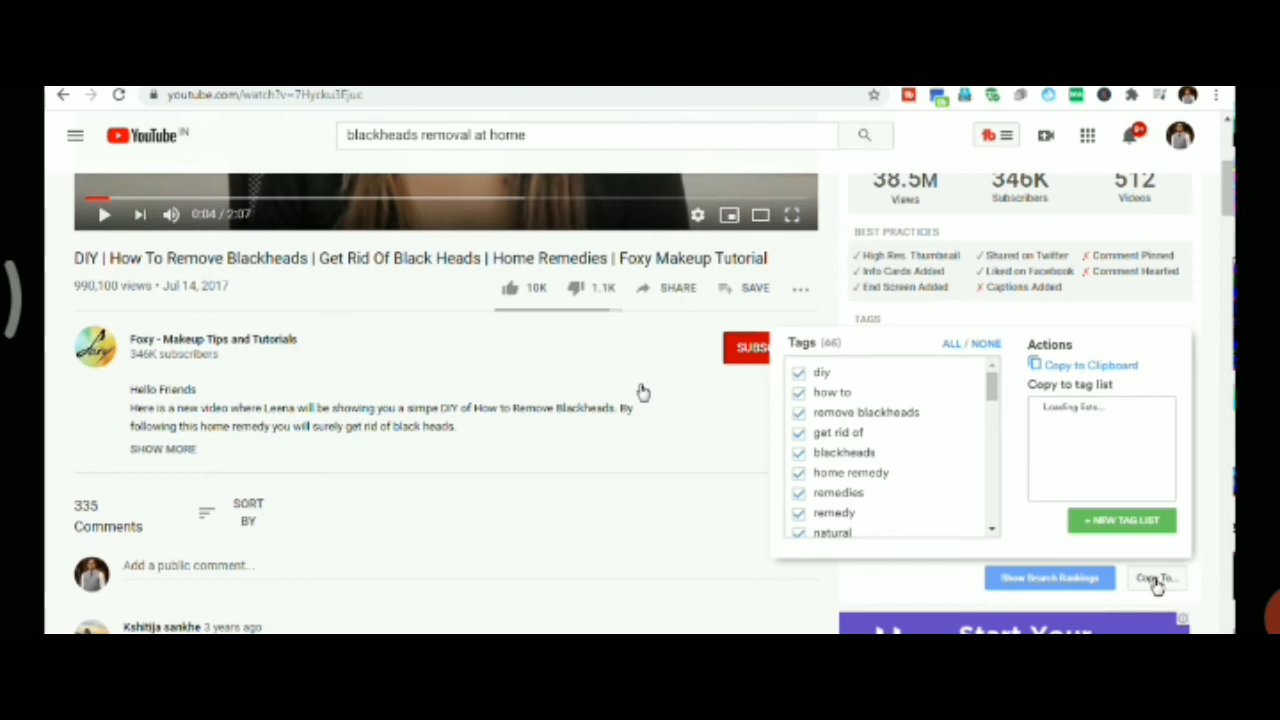 youtube.com/watch?v=7Hycku3Ejuc
YouTube IN
blackheads removal at home
tb
9+
38.5M 346K 512
Views Subscribers Videos
0:04 / 2:07
BEST PRACTICES
✓ High Res. Thumbnail ✓ Shared on Twitter ✗ Comment Pinned
✓ Info Cards Added ✓ Liked on Facebook ✗ Comment Hearted
✓ End Screen Added ✗ Captions Added
TAGS
DIY | How To Remove Blackheads | Get Rid Of Black Heads | Home Remedies | Foxy Makeup Tutorial
990,100 views • Jul 14, 2017
10K 1.1K SHARE SAVE ...
Foxy
Foxy - Makeup Tips and Tutorials
346K subscribers
SUBS
Hello Friends
Here is a new video where Leena will be showing you a simpe DIY of How to Remove Blackheads. By
following this home remedy you will surely get rid of black heads.
SHOW MORE
Tags (46) ALL / NONE
diy
how to
remove blackheads
get rid of
blackheads
home remedy
remedies
remedy
natural
Actions
Copy to Clipboard
Copy to tag list
Loading lists...
+ NEW TAG LIST
Show Search Rankings Copy To...
335
Comments
SORT
BY
Add a public comment...
Kshitija sankhe 3 years ago
Start Your